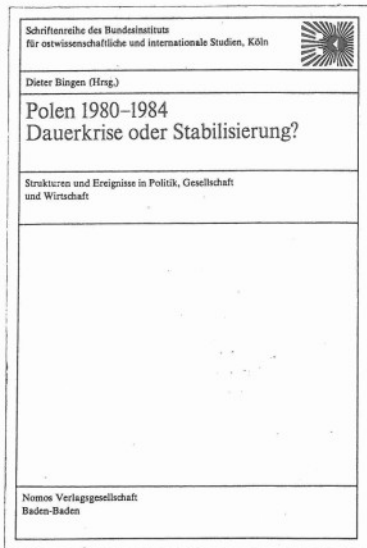 Schriftenreihe des Bundesinstituts
für ostwissenschaftliche und internationale Studien, Köln
Dieter Bingen (Hrsg.)
Polen 1980–1984
Dauerkrise oder Stabilisierung?
Strukturen und Ereignisse in Politik, Gesellschaft
und Wirtschaft
Nomos Verlagsgesellschaft
Baden-Baden